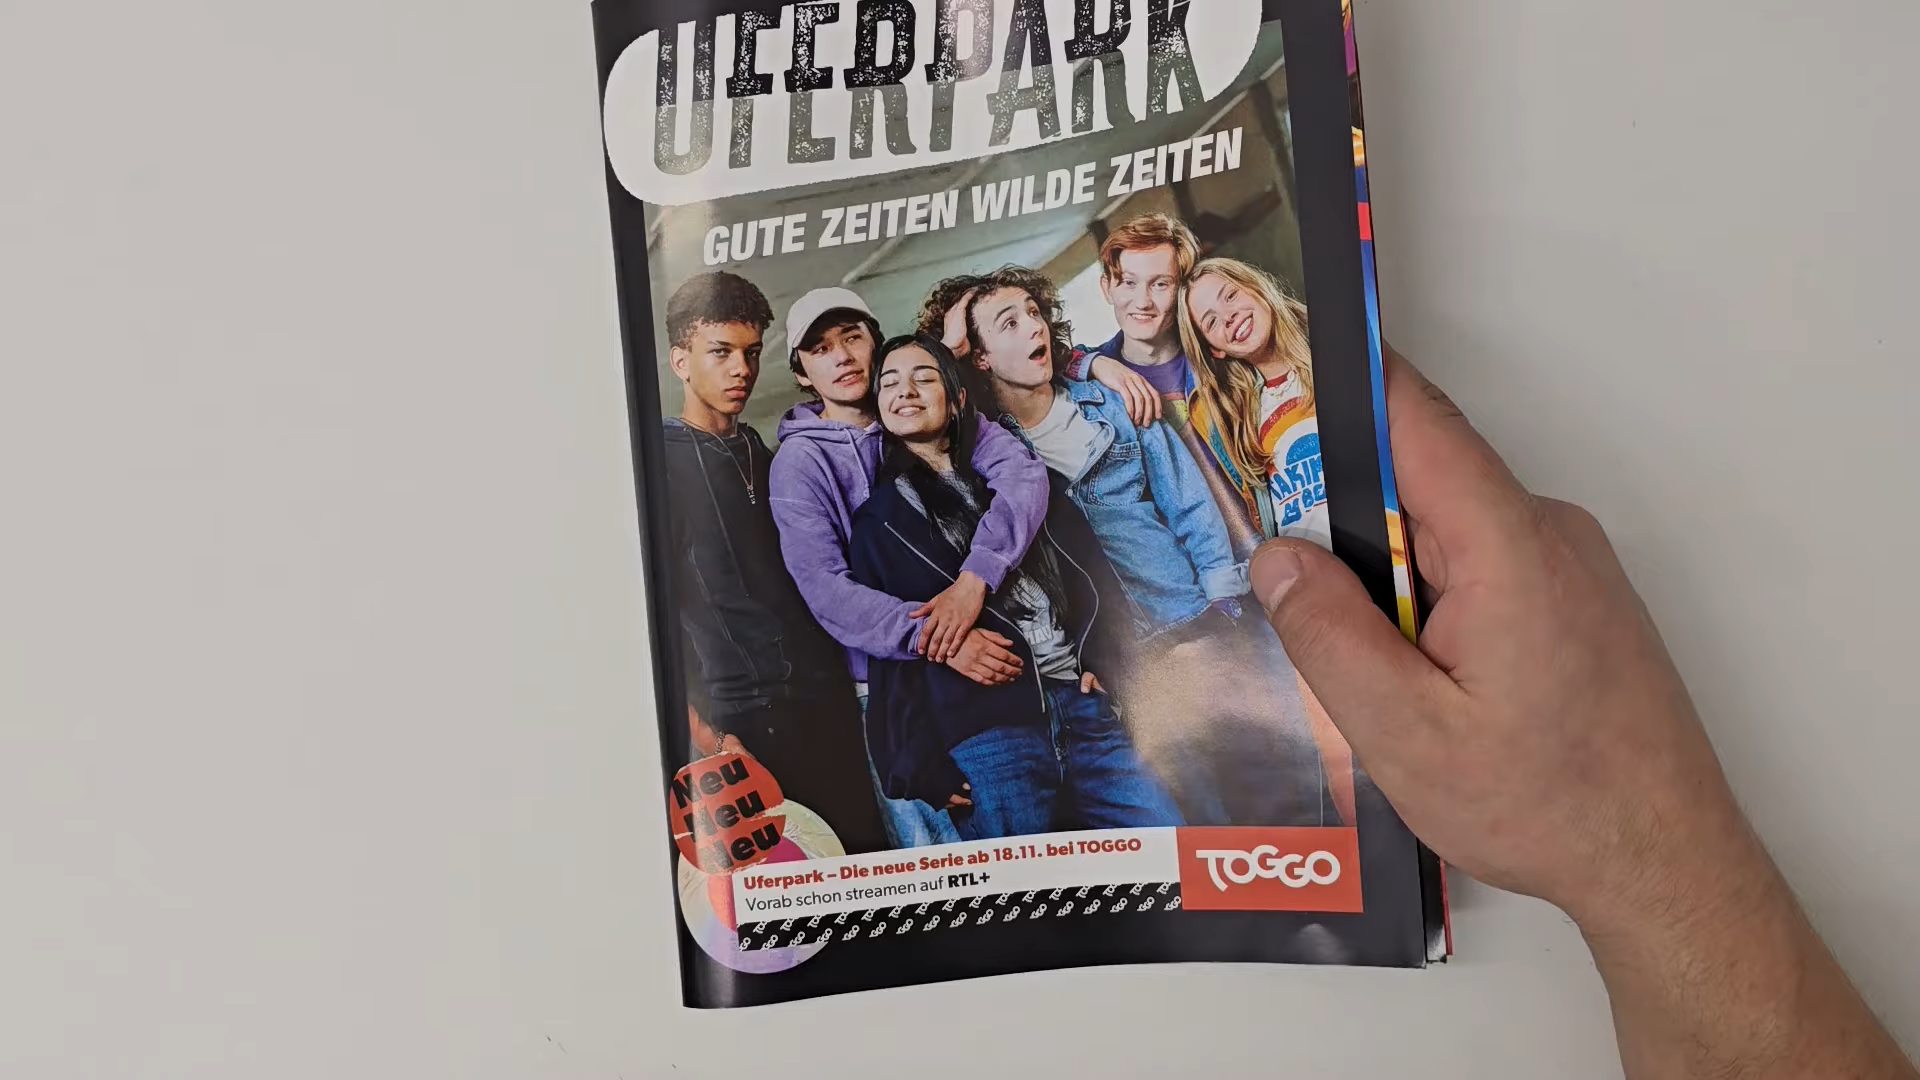 UFERPARK
GUTE ZEITEN WILDE ZEITEN
Neu
Neu
Neu
Uferpark – Die neue Serie ab 18.11. bei TOGGO
Vorab schon streamen auf RTL+
TOGGO